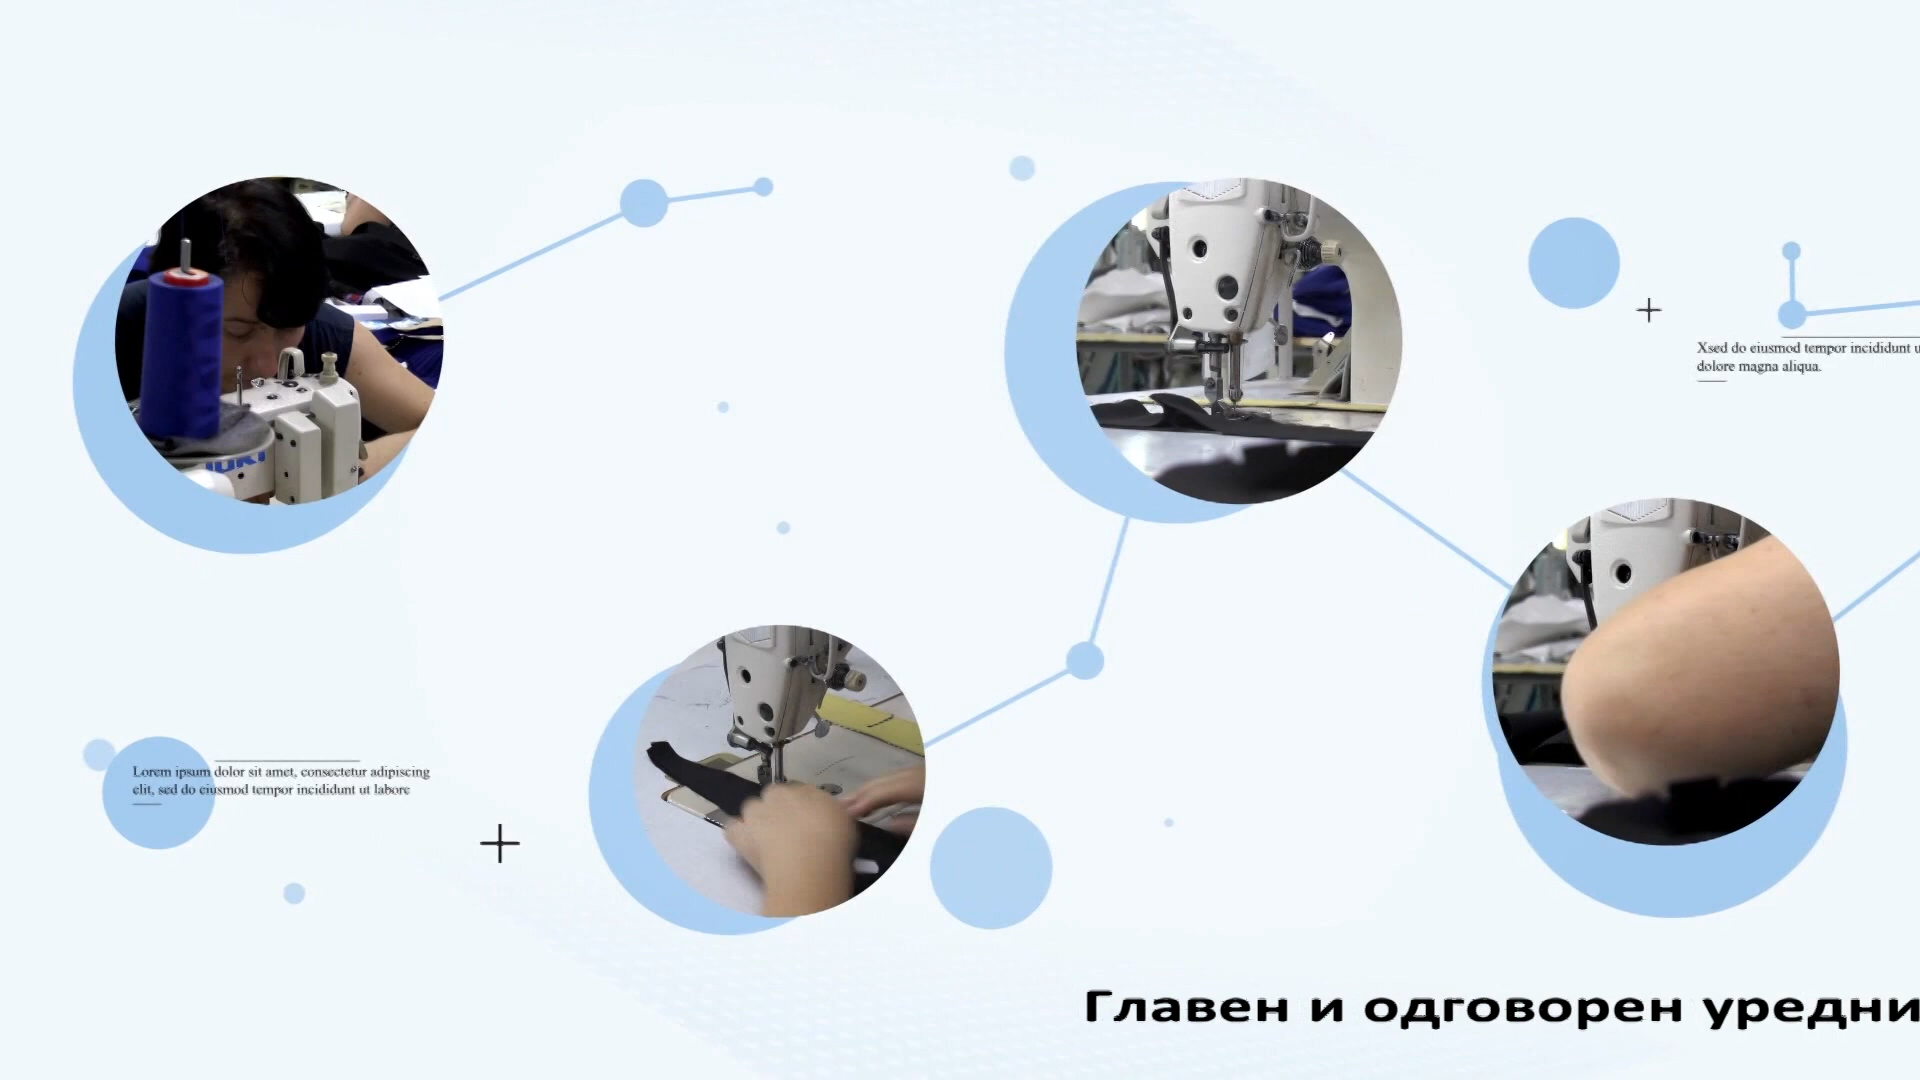 Xsed do eiusmod tempor incididunt
dolore magna aliqua.
Lorem ipsum dolor sit amet, consectetur adipiscing
elit, sed do eiusmod tempor incididunt ut labore
Главен и одговорен уредни